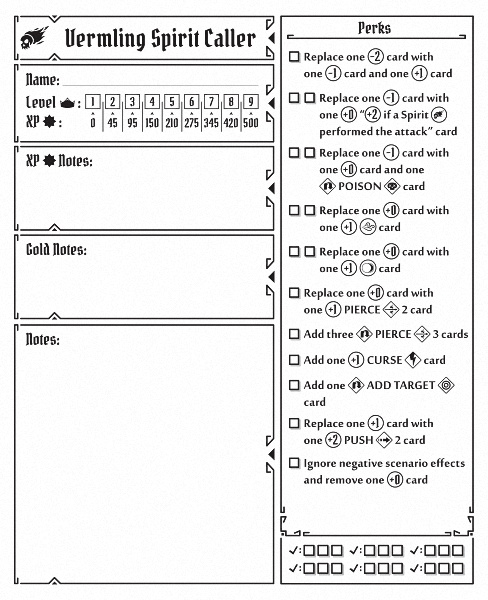 Vermling Spirit Caller
Name:
Level :
1 2 3 4 5 6 7 8 9
XP :
0 45 95 150 210 275 345 420 500
XP Notes:
Gold Notes:
Notes:
Perks
Replace one -2 card with
one -1 card and one +1 card
Replace one -1 card with
one +0 “+2 if a Spirit
performed the attack” card
Replace one -1 card with
one +0 card and one
POISON card
Replace one +0 card with
one +1 card
Replace one +0 card with
one +1 card
Replace one +0 card with
one +1 PIERCE 2 card
Add three PIERCE 3 cards
Add one +1 CURSE card
Add one ADD TARGET
card
Replace one +1 card with
one +2 PUSH 2 card
Ignore negative scenario effects
and remove one +0 card
✓: ✓: ✓:
✓: ✓: ✓: